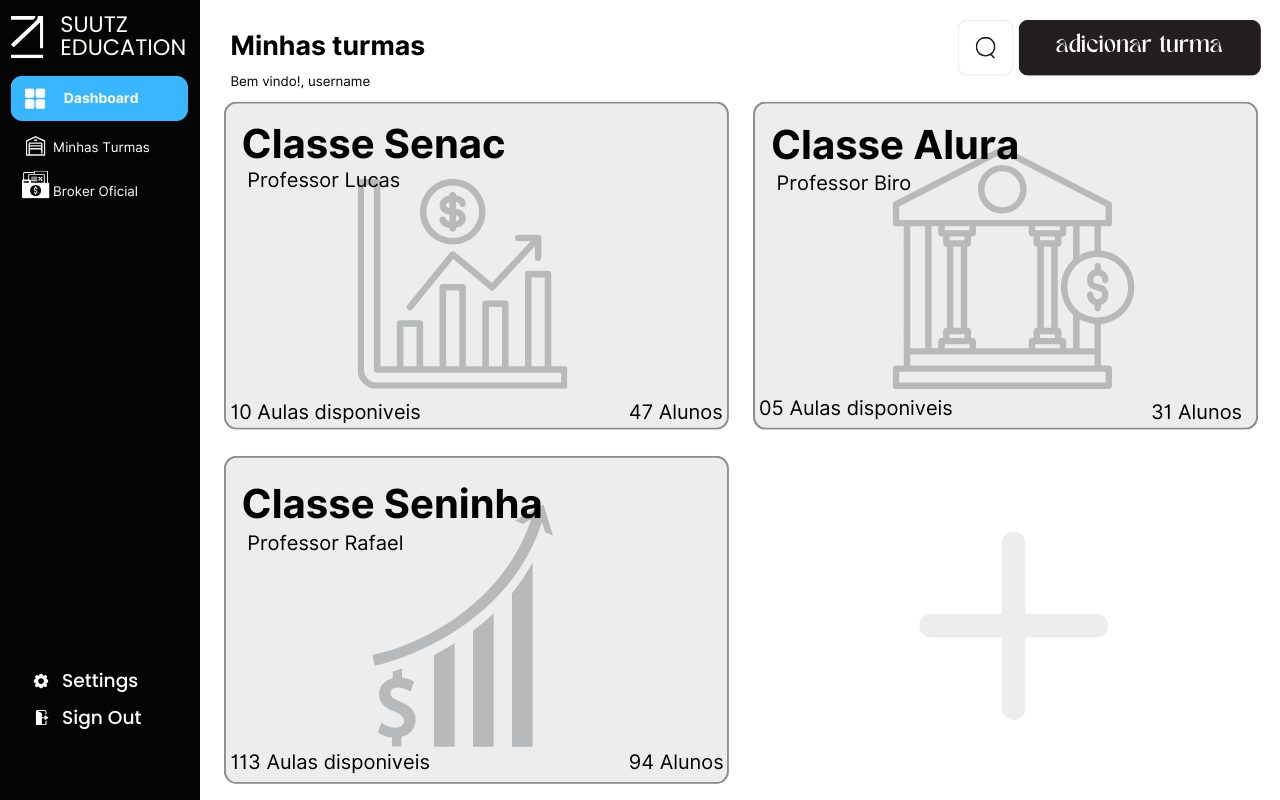 SUUTZ
EDUCATION
Dashboard
Minhas Turmas
Broker Oficial
Settings
Sign Out
Minhas turmas
Bem vindo!, username
adicionar turma
Classe Senac
Professor Lucas
$
10 Aulas disponiveis
47 Alunos
Classe Alura
Professor Biro
$
05 Aulas disponiveis
31 Alunos
Classe Seninha
Professor Rafael
$
113 Aulas disponiveis
94 Alunos